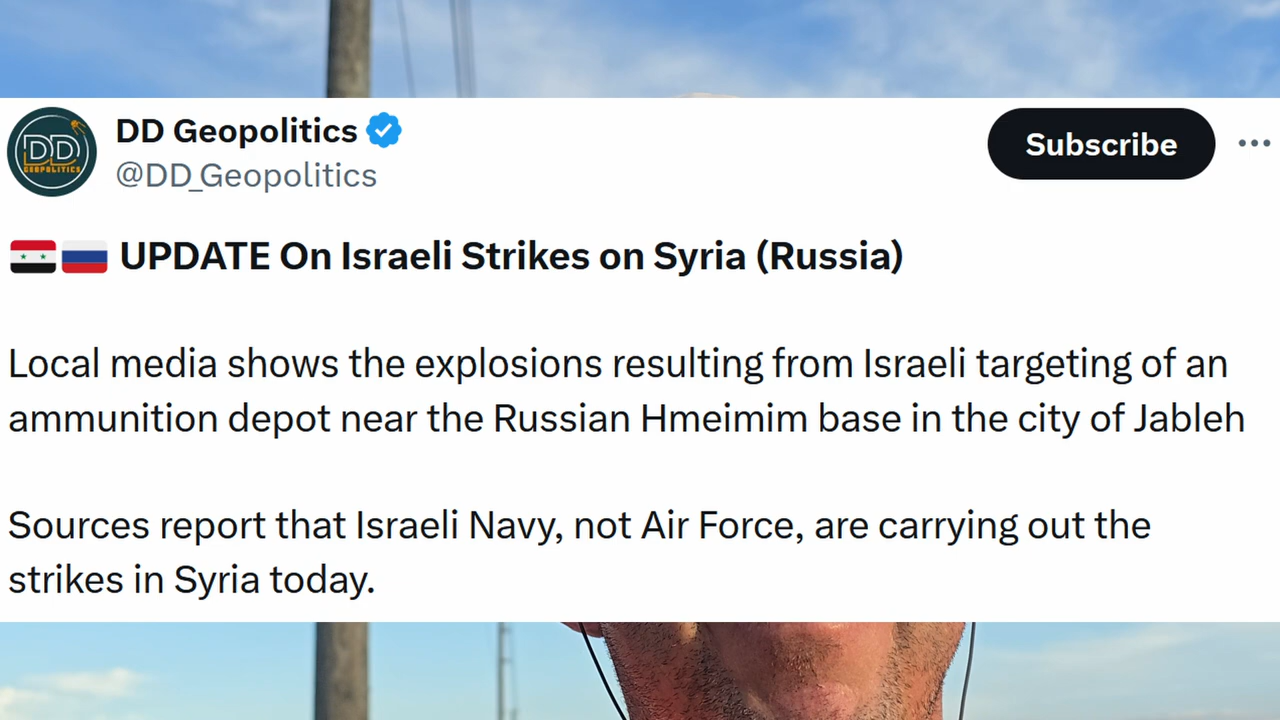 DD
GEOPOLITICS
DD Geopolitics
@DD_Geopolitics
Subscribe
🇸🇾🇷🇺 UPDATE On Israeli Strikes on Syria (Russia)
Local media shows the explosions resulting from Israeli targeting of an
ammunition depot near the Russian Hmeimim base in the city of Jableh
Sources report that Israeli Navy, not Air Force, are carrying out the
strikes in Syria today.